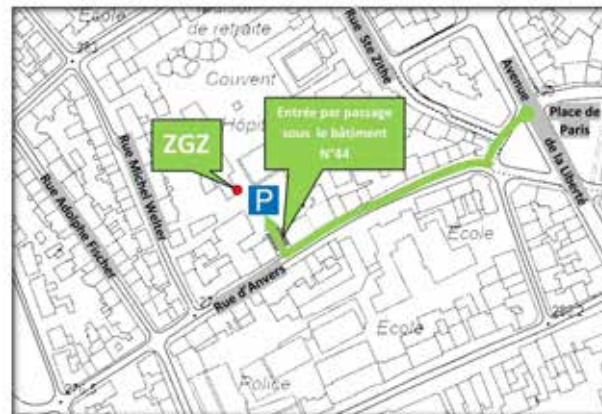 Ecole
de retraite
Couvent
Hôpit
ZGZ
Entrée par passage
sous le bâtiment
N°44
P
Rue Ste Zithe
Avenue
de la Liberté
Place de
Paris
Rue Michel Welter
Rue Adolphe Fischer
Rue d'Anvers
Ecole
Ecole
Police